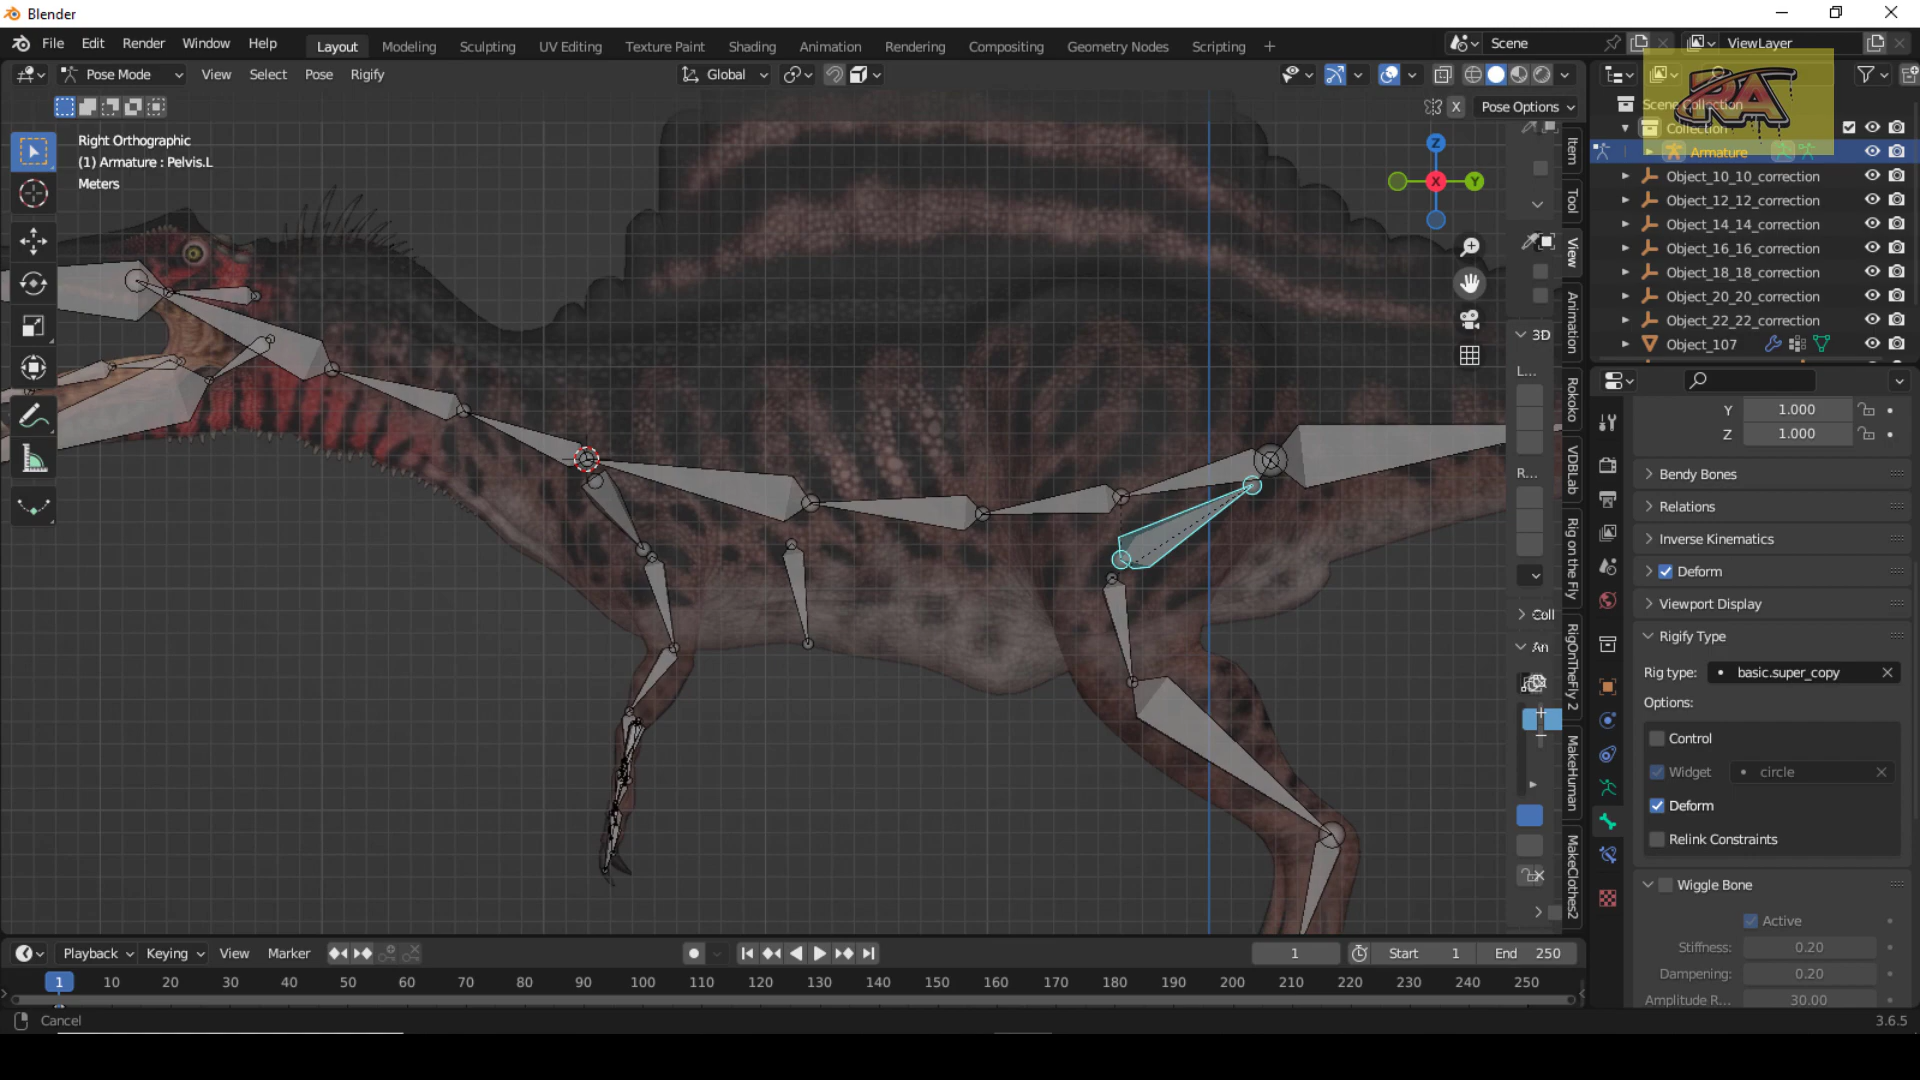 Blender
File Edit Render Window Help
Layout Modeling Sculpting UV Editing Texture Paint Shading Animation Rendering Compositing Geometry Nodes Scripting +
Scene
ViewLayer
Pose Mode View Select Pose Rigify
Global
X Pose Options
Right Orthographic
(1) Armature : Pelvis.L
Meters
Z
X
Y
Item
Tool
View
Animation
Rokoko
VDBLab
Rig on the Fly
RigOnTheFly 2
MakeHuman
MakeClothes2
3D
L...
R...
Coll
An
RA
Scene Collection
Collection
Armature
Object_10_10_correction
Object_12_12_correction
Object_14_14_correction
Object_16_16_correction
Object_18_18_correction
Object_20_20_correction
Object_22_22_correction
Object_107
Y 1.000
Z 1.000
Bendy Bones
Relations
Inverse Kinematics
Deform
Viewport Display
Rigify Type
Rig type: basic.super_copy
Options:
Control
Widget circle
Deform
Relink Constraints
Wiggle Bone
Active
Stiffness: 0.20
Dampening: 0.20
Amplitude R... 30.00
Playback Keying View Marker
1 Start 1 End 250
1 10 20 30 40 50 60 70 80 90 100 110 120 130 140 150 160 170 180 190 200 210 220 230 240 250
Cancel
3.6.5